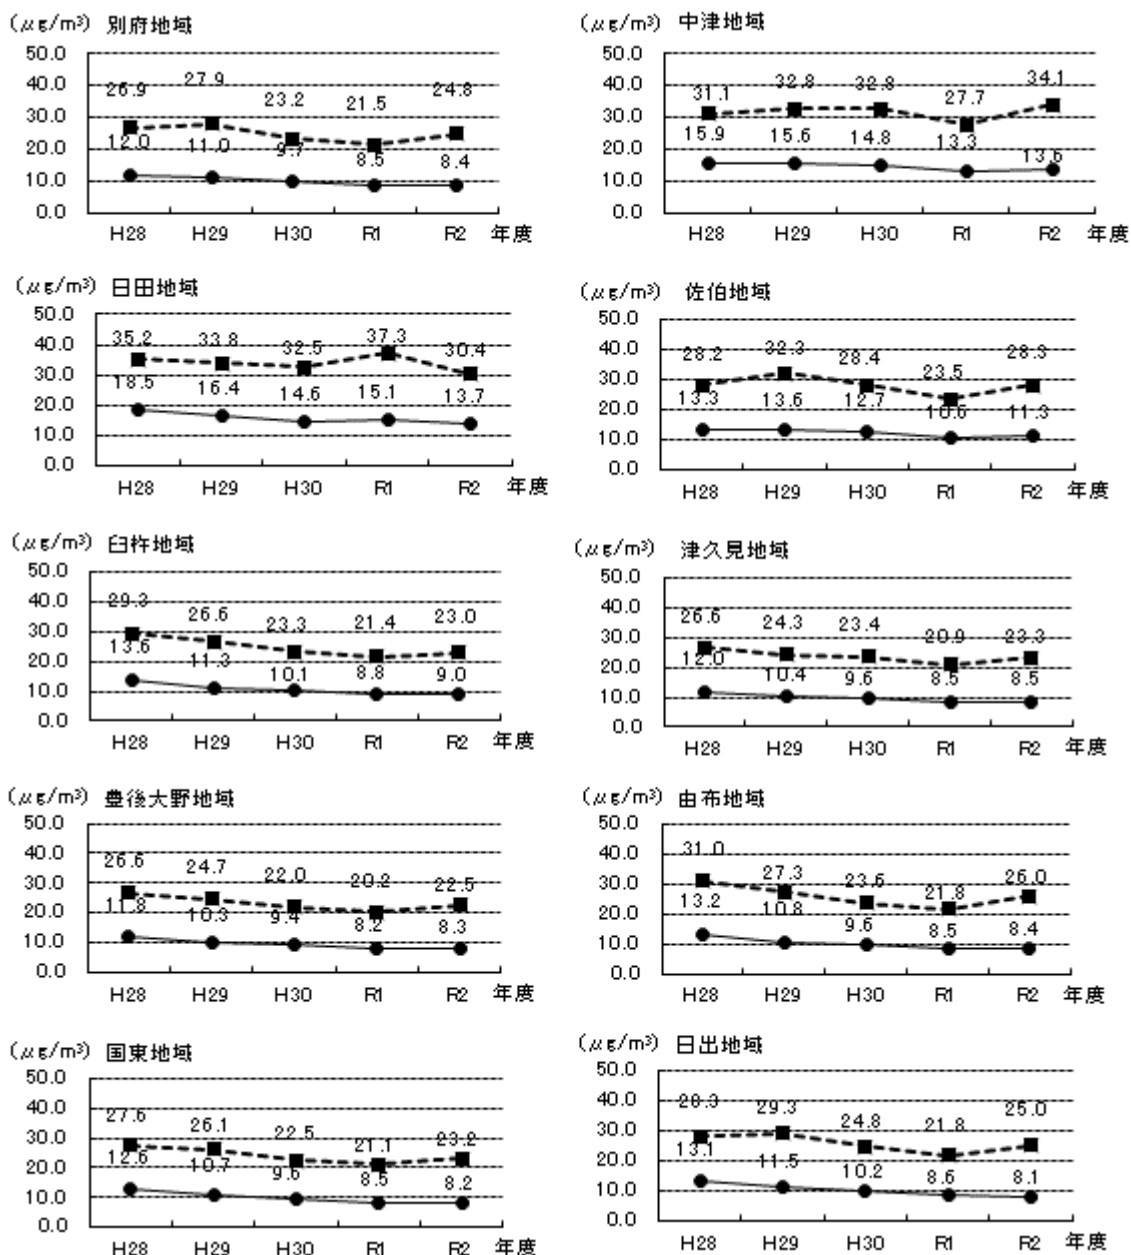 (μg/m³) 別府地域
50.0
40.0
30.0
20.0
10.0
0.0
26.9 27.9 23.2 21.5 24.8
12.0 11.0 9.7 8.5 8.4
H28 H29 H30 R1 R2 年度
(μg/m³) 中津地域
50.0
40.0
30.0
20.0
10.0
0.0
31.1 32.8 32.8 27.7 34.1
15.9 15.6 14.8 13.3 13.6
H28 H29 H30 R1 R2 年度
(μg/m³) 日田地域
50.0
40.0
30.0
20.0
10.0
0.0
35.2 33.8 32.5 37.3 30.4
18.5 16.4 14.6 15.1 13.7
H28 H29 H30 R1 R2 年度
(μg/m³) 佐伯地域
50.0
40.0
30.0
20.0
10.0
0.0
28.2 32.3 28.4 23.5 28.3
13.3 13.6 12.7 10.6 11.3
H28 H29 H30 R1 R2 年度
(μg/m³) 臼杵地域
50.0
40.0
30.0
20.0
10.0
0.0
29.3 26.6 23.3 21.4 23.0
13.6 11.3 10.1 8.8 9.0
H28 H29 H30 R1 R2 年度
(μg/m³) 津久見地域
50.0
40.0
30.0
20.0
10.0
0.0
26.6 24.3 23.4 20.9 23.3
12.0 10.4 9.6 8.5 8.5
H28 H29 H30 R1 R2 年度
(μg/m³) 豊後大野地域
50.0
40.0
30.0
20.0
10.0
0.0
26.6 24.7 22.0 20.2 22.5
11.8 10.3 9.4 8.2 8.3
H28 H29 H30 R1 R2 年度
(μg/m³) 由布地域
50.0
40.0
30.0
20.0
10.0
0.0
31.0 27.3 23.6 21.8 26.0
13.2 10.8 9.6 8.5 8.4
H28 H29 H30 R1 R2 年度
(μg/m³) 国東地域
50.0
40.0
30.0
20.0
10.0
0.0
27.6 26.1 22.5 21.1 23.2
12.6 10.7 9.6 8.5 8.2
H28 H29 H30 R1 R2 年度
(μg/m³) 日出地域
50.0
40.0
30.0
20.0
10.0
0.0
28.3 29.3 24.8 21.8 25.0
13.1 11.5 10.2 8.6 8.1
H28 H29 H30 R1 R2 年度